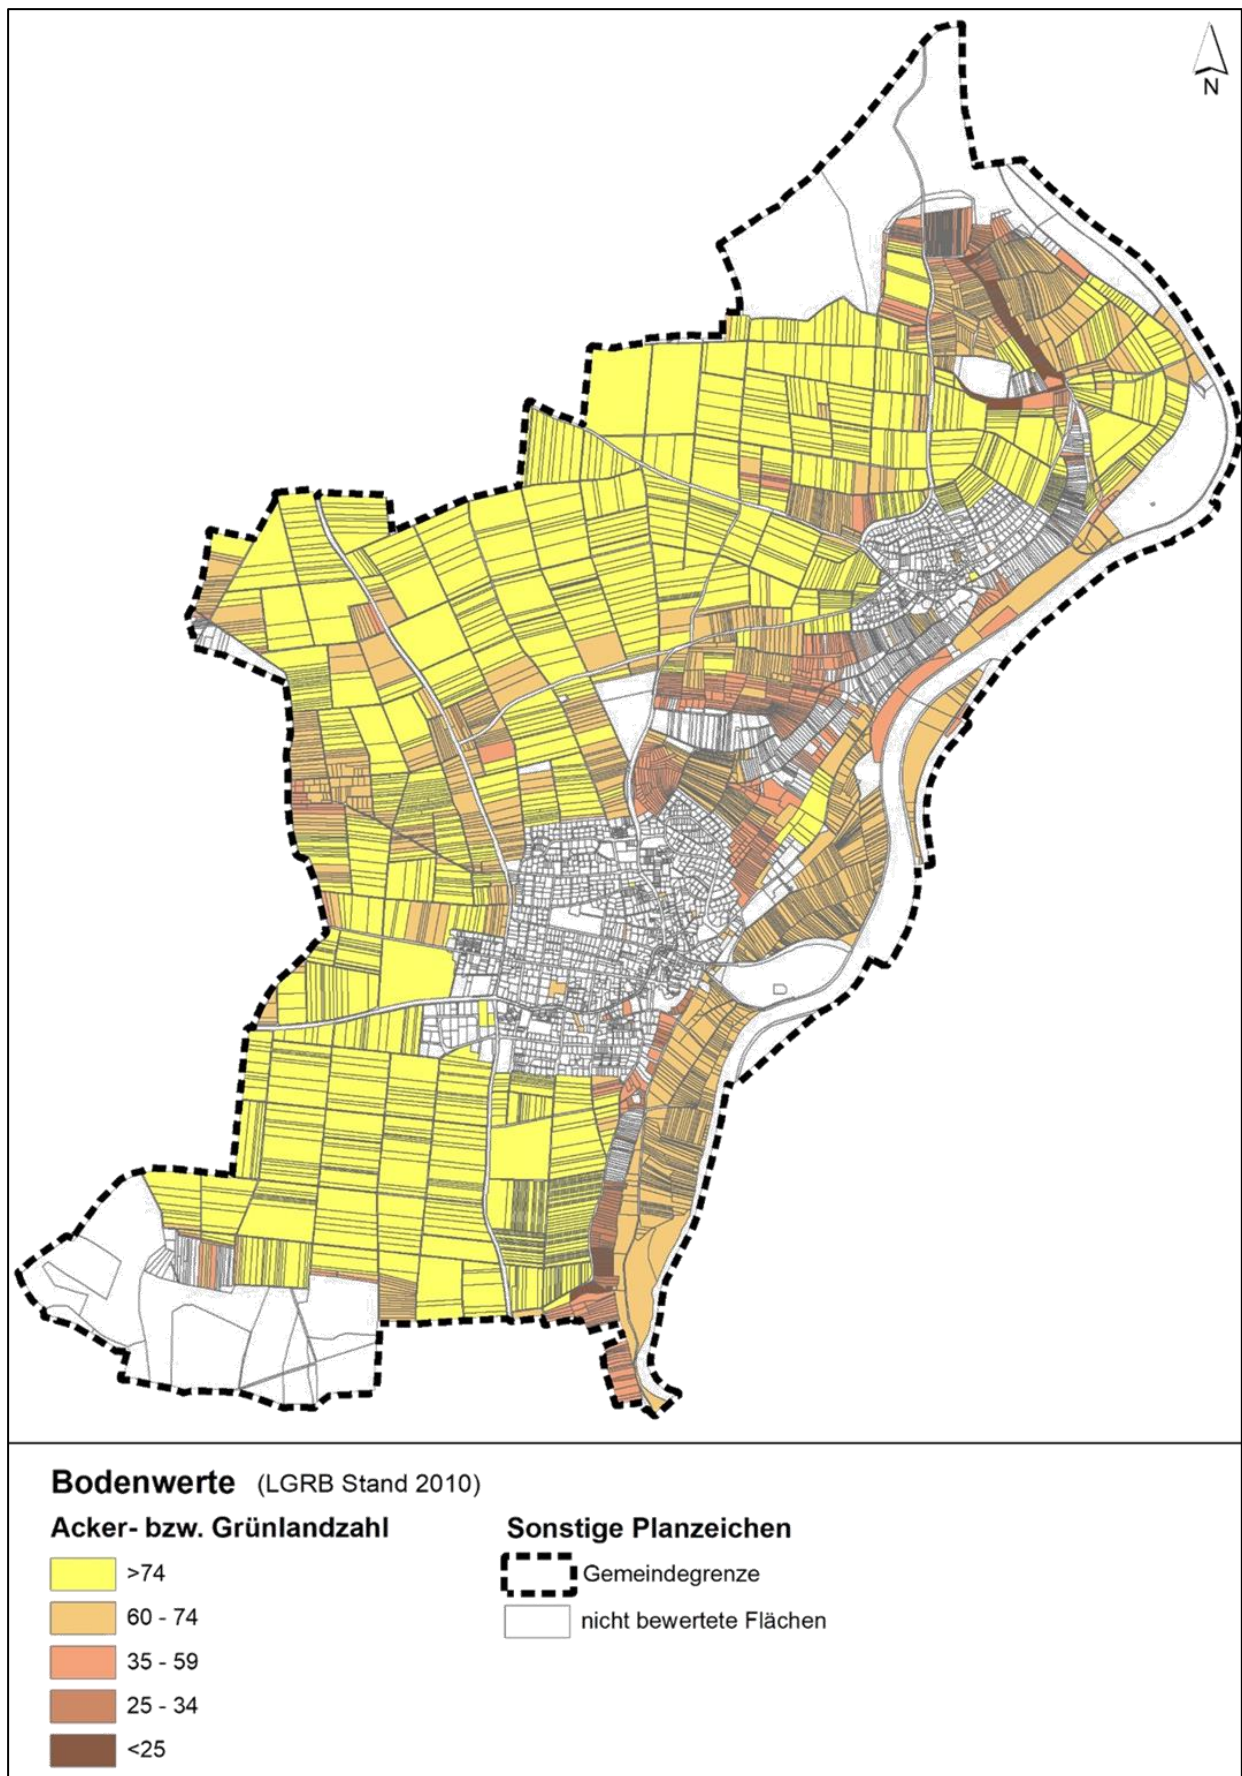 N
Bodenwerte (LGRB Stand 2010)
Acker- bzw. Grünlandzahl
>74
60 - 74
35 - 59
25 - 34
<25
Sonstige Planzeichen
Gemeindegrenze
nicht bewertete Flächen